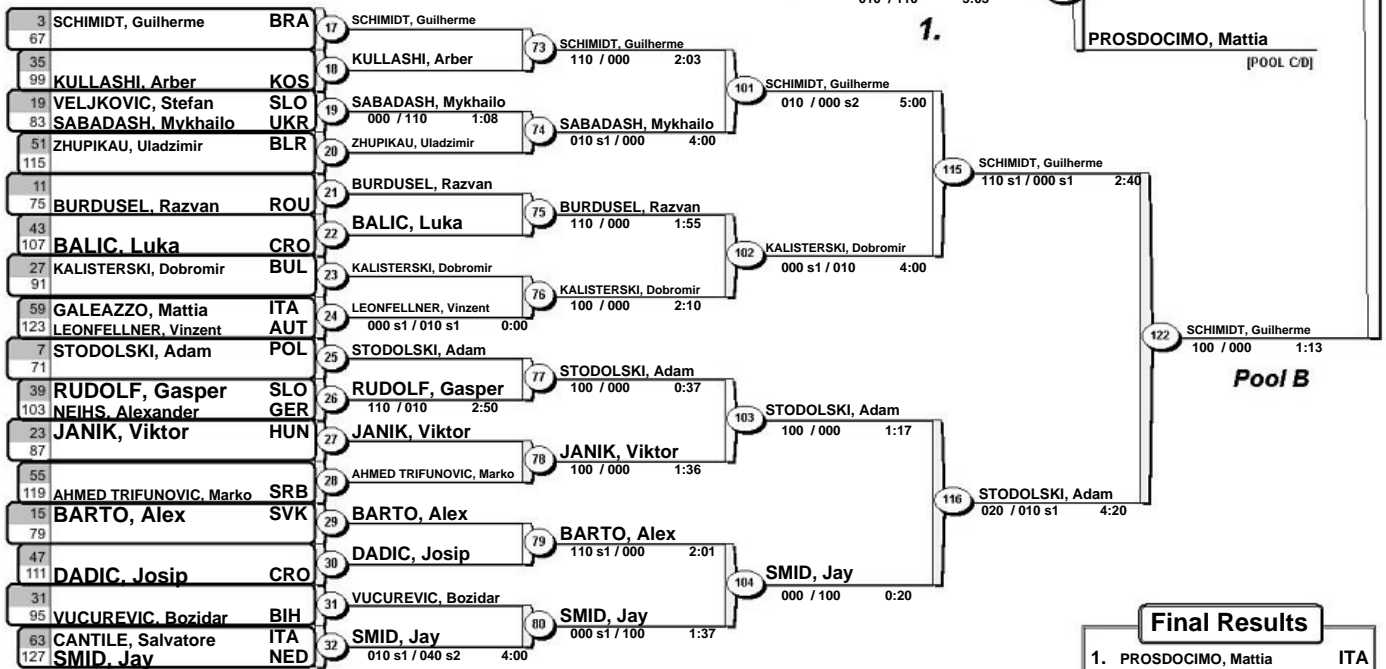 1.
PROSDOCIMO, Mattia
[POOL C/D]
3 SCHIMIDT, Guilherme BRA
67
35
99 KULLASHI, Arber KOS
19 VELJKOVIC, Stefan SLO
83 SABADASH, Mykhailo UKR
51 ZHUPIKAU, Uladzimir BLR
115
11
75 BURDUSEL, Razvan ROU
43
107 BALIC, Luka CRO
27 KALISTERSKI, Dobromir BUL
91
59 GALEAZZO, Mattia ITA
123 LEONFELLNER, Vinzent AUT
7 STODOLSKI, Adam POL
71
39 RUDOLF, Gasper SLO
103 NEIHS, Alexander GER
23 JANIK, Viktor HUN
87
55
119 AHMED TRIFUNOVIC, Marko SRB
15 BARTO, Alex SVK
79
47
111 DADIC, Josip CRO
31
95 VUCUREVIC, Bozidar BIH
63 CANTILE, Salvatore ITA
127 SMID, Jay NED
17 SCHIMIDT, Guilherme
18 KULLASHI, Arber
19 SABADASH, Mykhailo
000 / 110 1:08
20 ZHUPIKAU, Uladzimir
21 BURDUSEL, Razvan
22 BALIC, Luka
23 KALISTERSKI, Dobromir
24 LEONFELLNER, Vinzent
000 s1 / 010 s1 0:00
25 STODOLSKI, Adam
26 RUDOLF, Gasper
110 / 010 2:50
27 JANIK, Viktor
28 AHMED TRIFUNOVIC, Marko
29 BARTO, Alex
30 DADIC, Josip
31 VUCUREVIC, Bozidar
32 SMID, Jay
010 s1 / 040 s2 4:00
73 SCHIMIDT, Guilherme
110 / 000 2:03
74 SABADASH, Mykhailo
010 s1 / 000 4:00
75 BURDUSEL, Razvan
110 / 000 1:55
76 KALISTERSKI, Dobromir
100 / 000 2:10
77 STODOLSKI, Adam
100 / 000 0:37
78 JANIK, Viktor
100 / 000 1:36
79 BARTO, Alex
110 s1 / 000 2:01
80 SMID, Jay
000 s1 / 100 1:37
101 SCHIMIDT, Guilherme
010 / 000 s2 5:00
102 KALISTERSKI, Dobromir
000 s1 / 010 4:00
103 STODOLSKI, Adam
100 / 000 1:17
104 SMID, Jay
000 / 100 0:20
115 SCHIMIDT, Guilherme
110 s1 / 000 s1 2:40
116 STODOLSKI, Adam
020 / 010 s1 4:20
122 SCHIMIDT, Guilherme
100 / 000 1:13
Pool B
Final Results
1. PROSDOCIMO, Mattia ITA